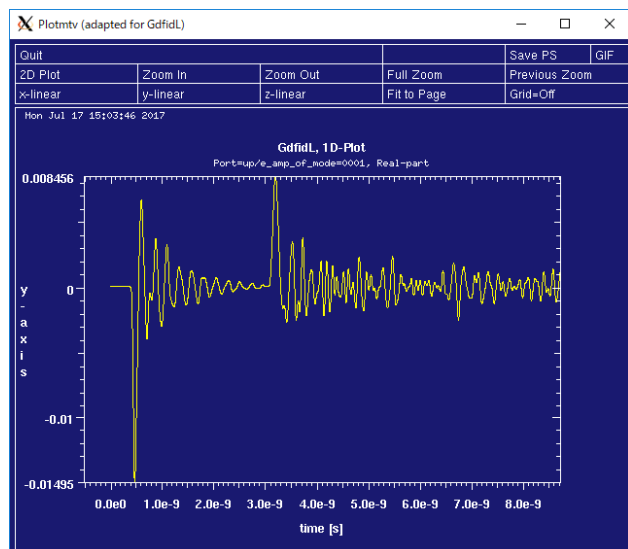 Plotmtv (adapted for GdfidL)
Quit Save PS GIF
2D Plot Zoom In Zoom Out Full Zoom Previous Zoom
x-linear y-linear z-linear Fit to Page Grid=Off
Mon Jul 17 15:03:46 2017
GdfidL, 1D-Plot
Port=up/e_amp_of_mode=0001, Real-part
0.008456
0
-0.01
-0.01495
y-axis
0.0e0 1.0e-9 2.0e-9 3.0e-9 4.0e-9 5.0e-9 6.0e-9 7.0e-9 8.0e-9
time [s]